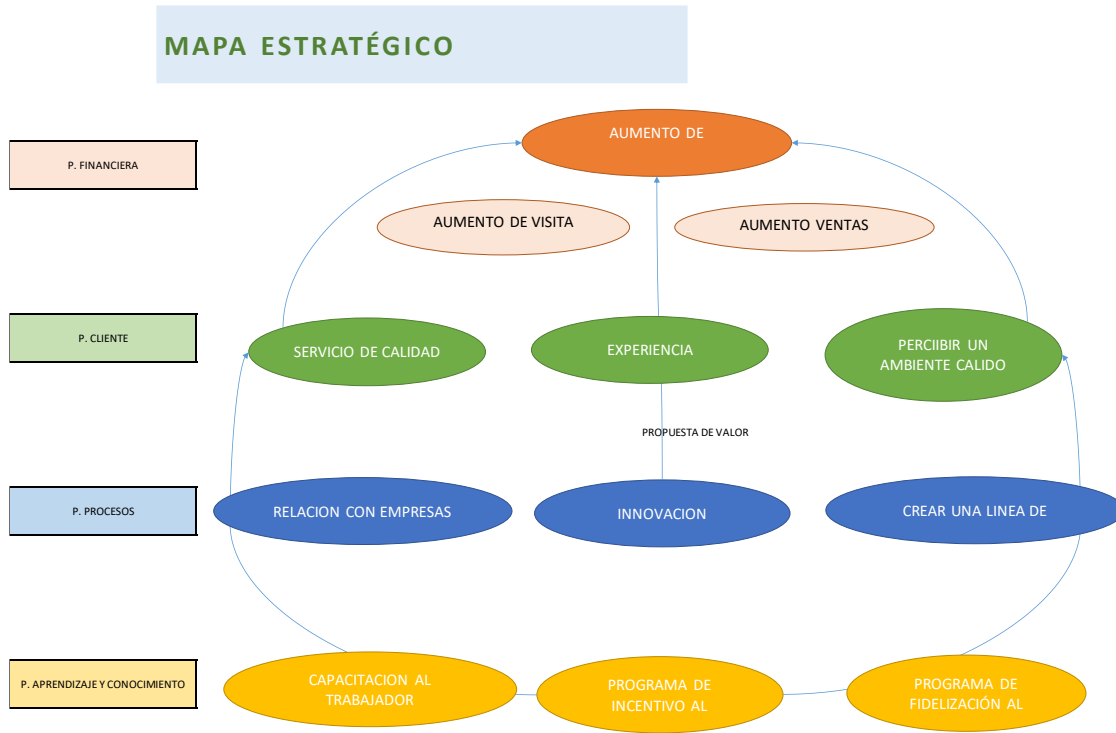 MAPA ESTRATÉGICO
AUMENTO DE
P. FINANCIERA
AUMENTO DE VISITA
AUMENTO VENTAS
P. CLIENTE
SERVICIO DE CALIDAD
EXPERIENCIA
PERCIIBIR UN
AMBIENTE CALIDO
PROPUESTA DE VALOR
P. PROCESOS
RELACION CON EMPRESAS
INNOVACION
CREAR UNA LINEA DE
P. APRENDIZAJE Y CONOCIMIENTO
CAPACITACION AL
TRABAJADOR
PROGRAMA DE
INCENTIVO AL
PROGRAMA DE
FIDELIZACIÓN AL